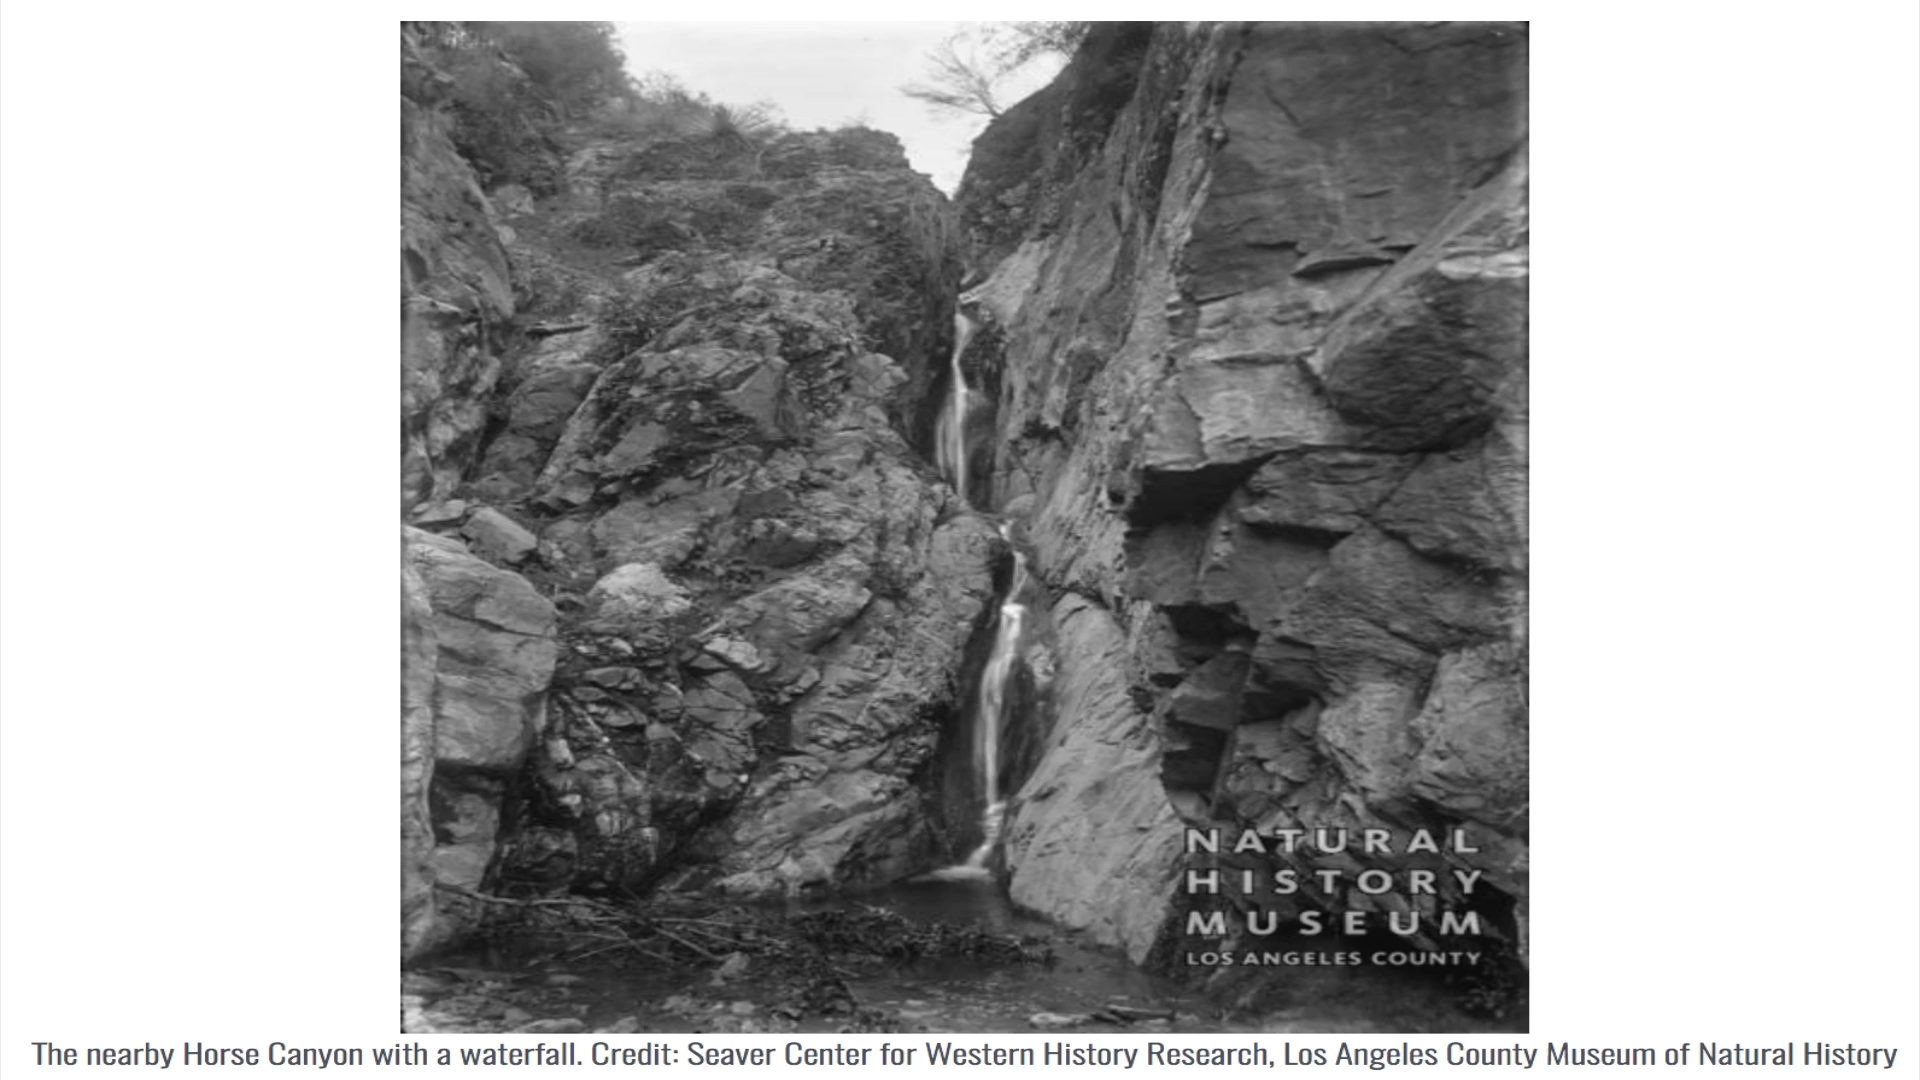 NATURAL
HISTORY
MUSEUM
LOS ANGELES COUNTY
The nearby Horse Canyon with a waterfall. Credit: Seaver Center for Western History Research, Los Angeles County Museum of Natural History